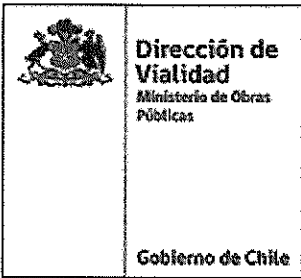 Dirección de
Vialidad
Ministerio de Obras
Públicas
Gobierno de Chile